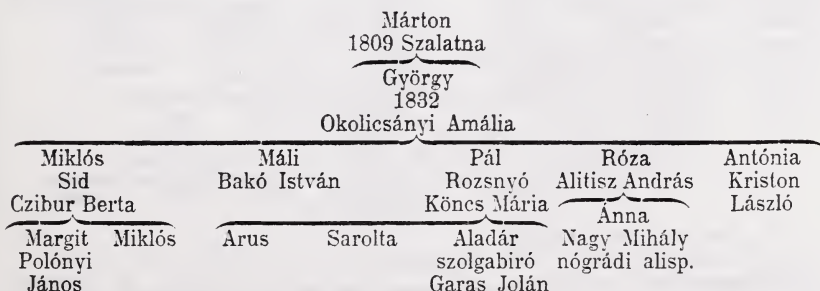 Márton
1809 Szalatna
György
1832
Okolicsányi Amália
Miklós Máli Pál Róza Antónia
Sid Bakó István Rozsnyó Alitisz András Kriston
Czibur Berta Köncs Mária Ánna László
Margit Miklós Arus Sarolta Aladár Nagy Mihály
Polónyi szolgabiró nógrádi alisp.
János Garas Jolán